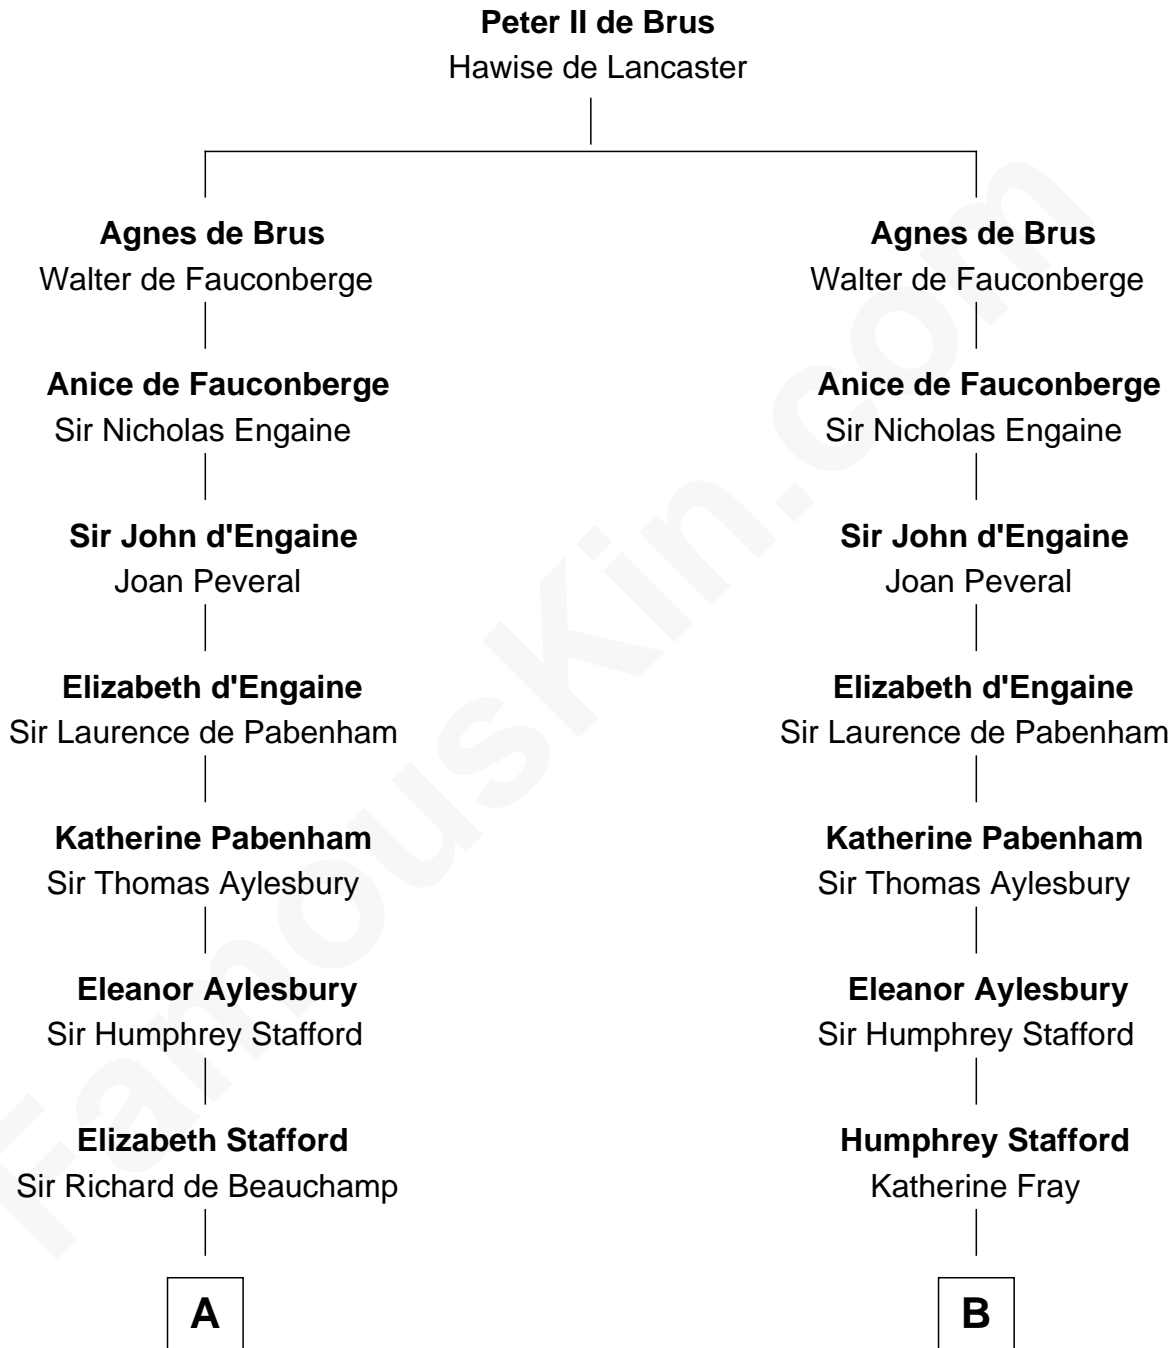 Peter II de Brus
Hawise de Lancaster
Agnes de Brus
Walter de Fauconberge
Agnes de Brus
Walter de Fauconberge
Anice de Fauconberge
Sir Nicholas Engaine
Anice de Fauconberge
Sir Nicholas Engaine
Sir John d'Engaine
Joan Peveral
Sir John d'Engaine
Joan Peveral
Elizabeth d'Engaine
Sir Laurence de Pabenham
Elizabeth d'Engaine
Sir Laurence de Pabenham
Katherine Pabenham
Sir Thomas Aylesbury
Katherine Pabenham
Sir Thomas Aylesbury
Eleanor Aylesbury
Sir Humphrey Stafford
Eleanor Aylesbury
Sir Humphrey Stafford
Elizabeth Stafford
Sir Richard de Beauchamp
Humphrey Stafford
Katherine Fray
A
B
FamousKin.com